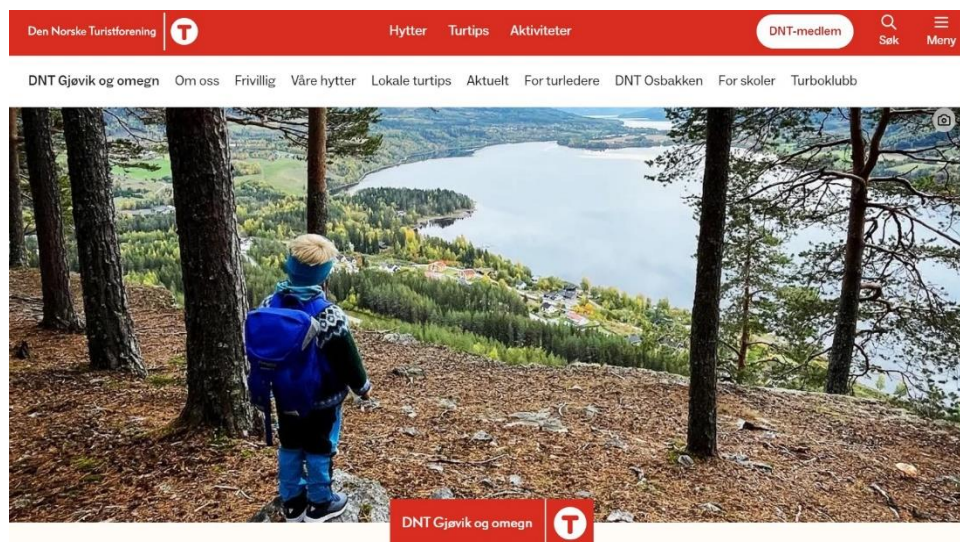 Den Norske Turistforening T
Hytter Turtips Aktiviteter
DNT-medlem
Søk
Meny
DNT Gjøvik og omegn Om oss Frivillig Våre hytter Lokale turtips Aktuelt For turledere DNT Osbakken For skoler Turboklubb
DNT Gjøvik og omegn T